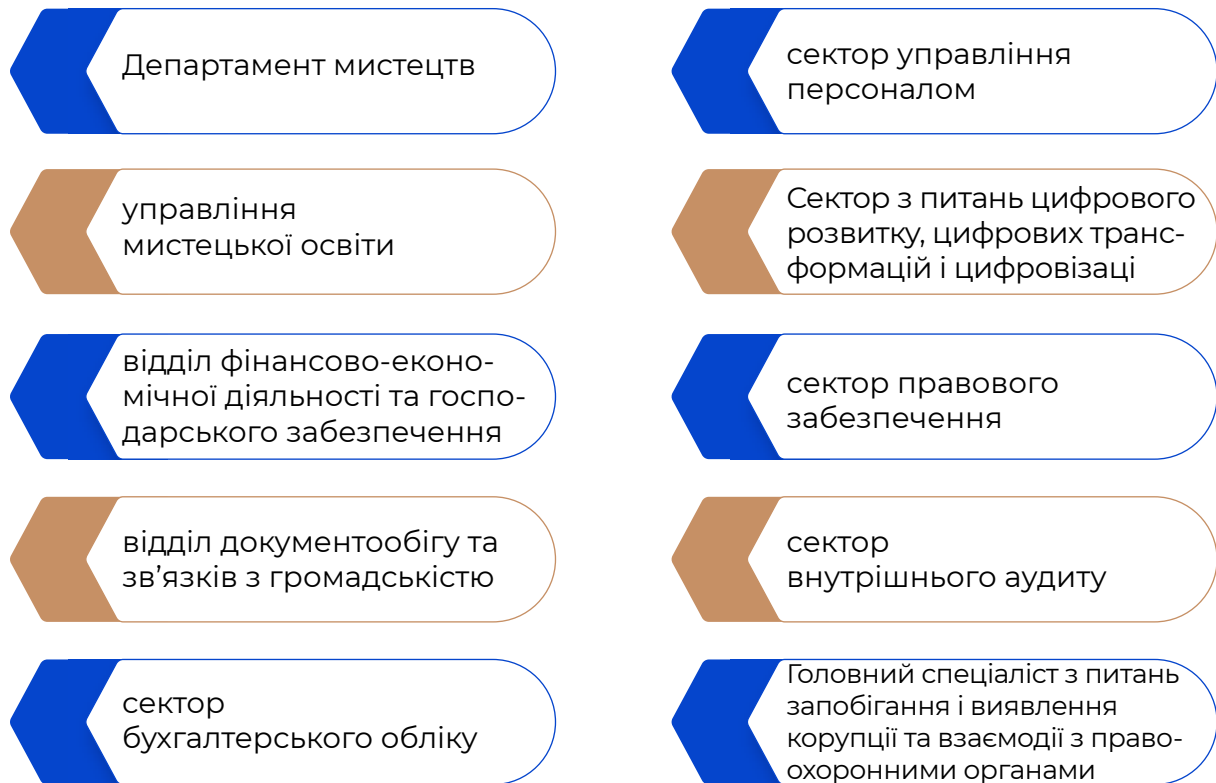 Департамент мистецтв
управління
мистецької освіти
відділ фінансово-еконо-
мічної діяльності та госпо-
дарського забезпечення
відділ документообігу та
зв’язків з громадськістю
сектор
бухгалтерського обліку
сектор управління
персоналом
Сектор з питань цифрового
розвитку, цифрових транс-
формацій і цифровізаці
сектор правового
забезпечення
сектор
внутрішнього аудиту
Головний спеціаліст з питань
запобігання і виявлення
корупції та взаємодії з право-
охоронними органами